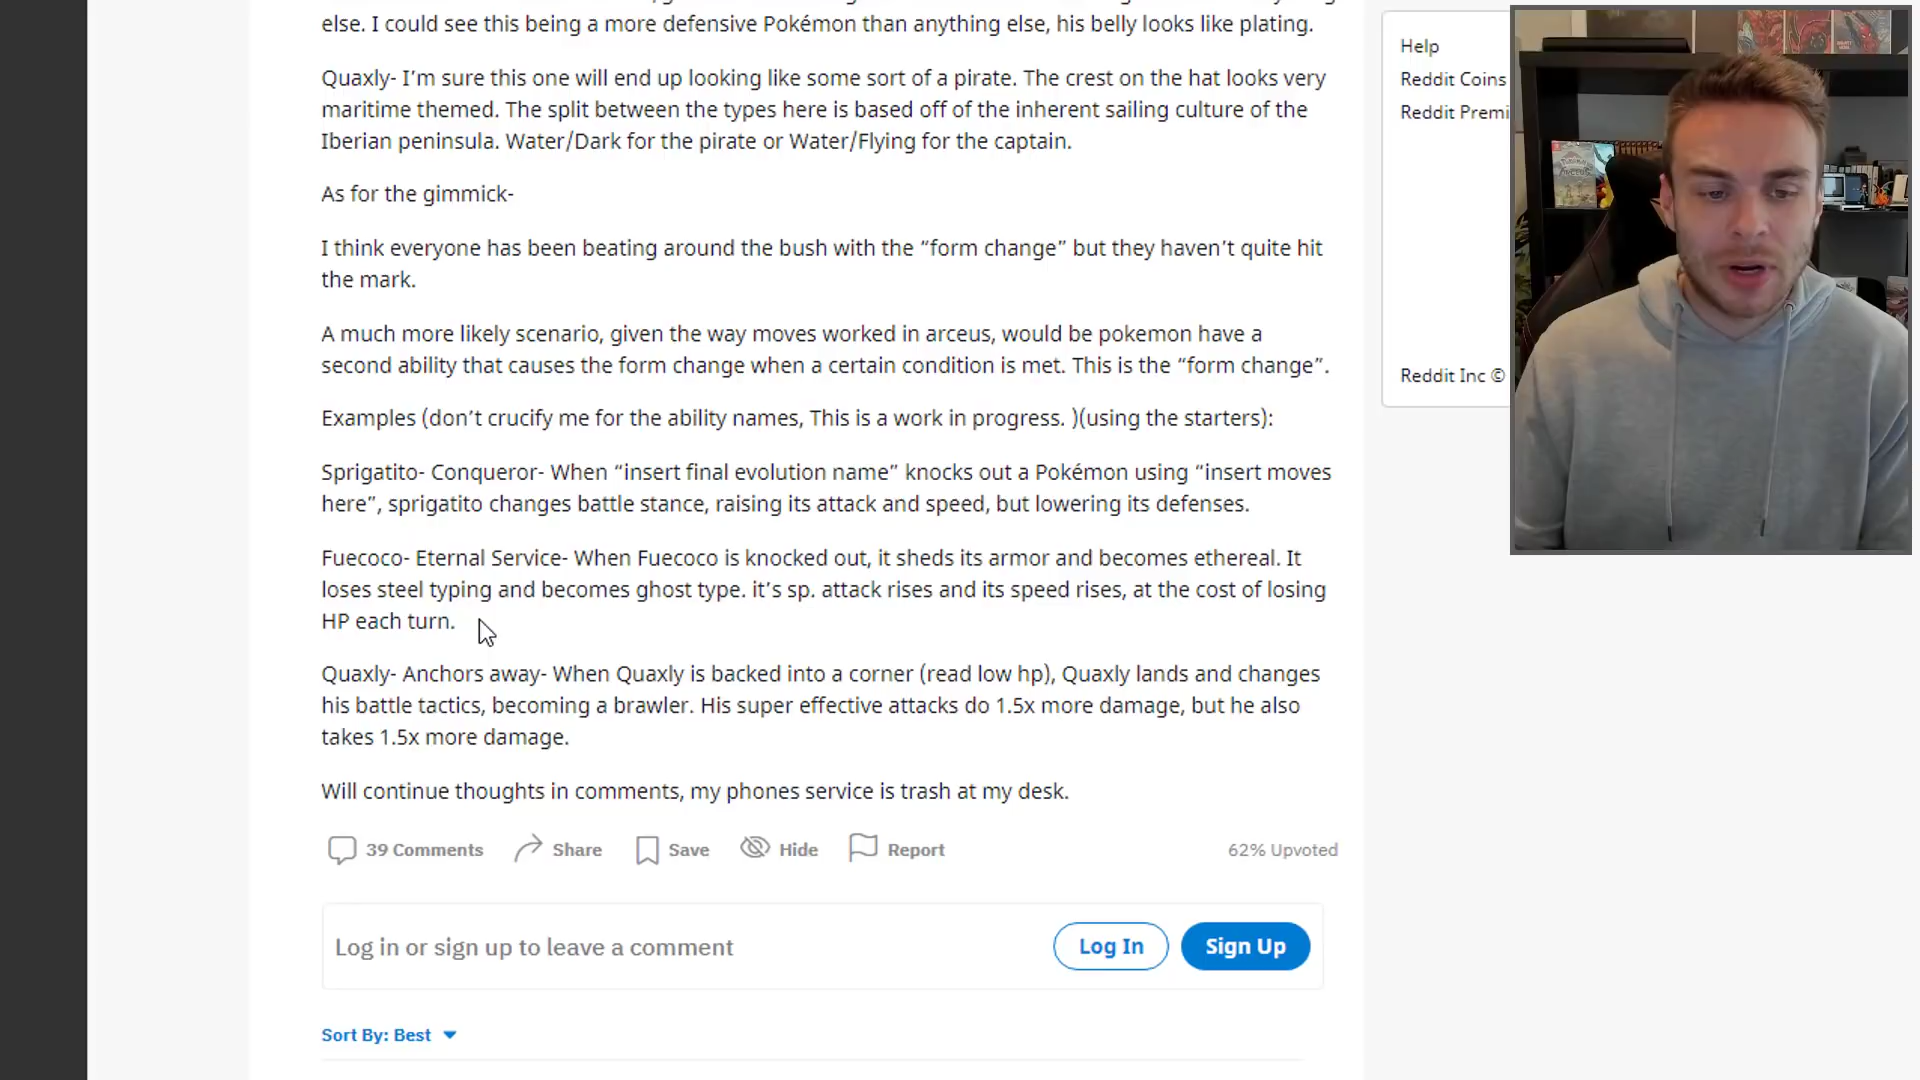 else. I could see this being a more defensive Pokémon than anything else, his belly looks like plating.
Quaxly- I’m sure this one will end up looking like some sort of a pirate. The crest on the hat looks very
maritime themed. The split between the types here is based off of the inherent sailing culture of the
Iberian peninsula. Water/Dark for the pirate or Water/Flying for the captain.
As for the gimmick-
I think everyone has been beating around the bush with the “form change” but they haven’t quite hit
the mark.
A much more likely scenario, given the way moves worked in arceus, would be pokemon have a
second ability that causes the form change when a certain condition is met. This is the “form change”.
Examples (don’t crucify me for the ability names, This is a work in progress. )(using the starters):
Sprigatito- Conqueror- When “insert final evolution name” knocks out a Pokémon using “insert moves
here”, sprigatito changes battle stance, raising its attack and speed, but lowering its defenses.
Fuecoco- Eternal Service- When Fuecoco is knocked out, it sheds its armor and becomes ethereal. It
loses steel typing and becomes ghost type. it’s sp. attack rises and its speed rises, at the cost of losing
HP each turn.
Quaxly- Anchors away- When Quaxly is backed into a corner (read low hp), Quaxly lands and changes
his battle tactics, becoming a brawler. His super effective attacks do 1.5x more damage, but he also
takes 1.5x more damage.
Will continue thoughts in comments, my phones service is trash at my desk.
39 Comments Share Save Hide Report 62% Upvoted
Log in or sign up to leave a comment Log In Sign Up
Sort By: Best
Help
Reddit Coins
Reddit Premi
Reddit Inc ©